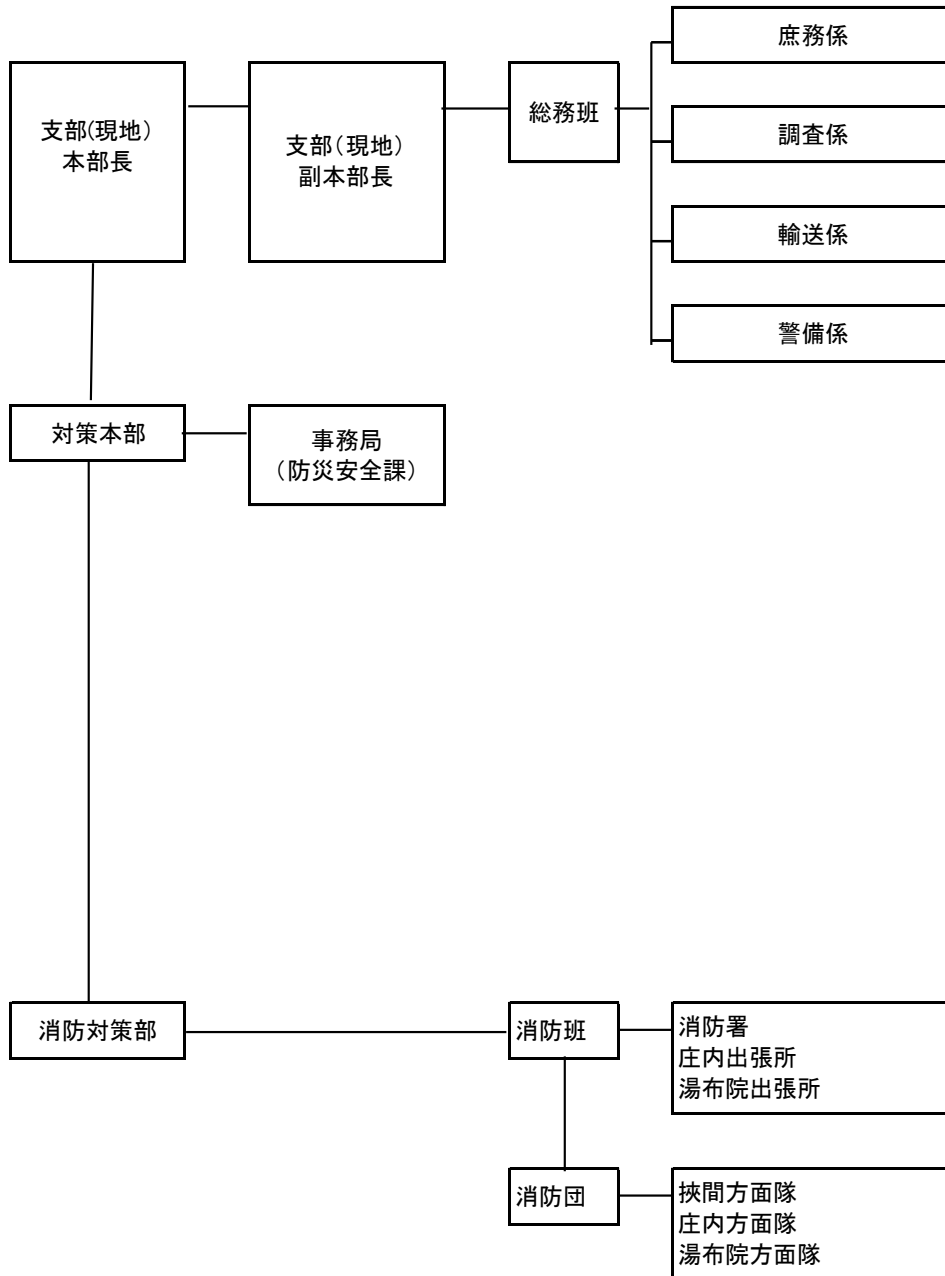 支部(現地)
本部長
支部(現地)
副本部長
総務班
庶務係
調査係
輸送係
警備係
対策本部
事務局
(防災安全課)
消防対策部
消防班
消防署
庄内出張所
湯布院出張所
消防団
挾間方面隊
庄内方面隊
湯布院方面隊